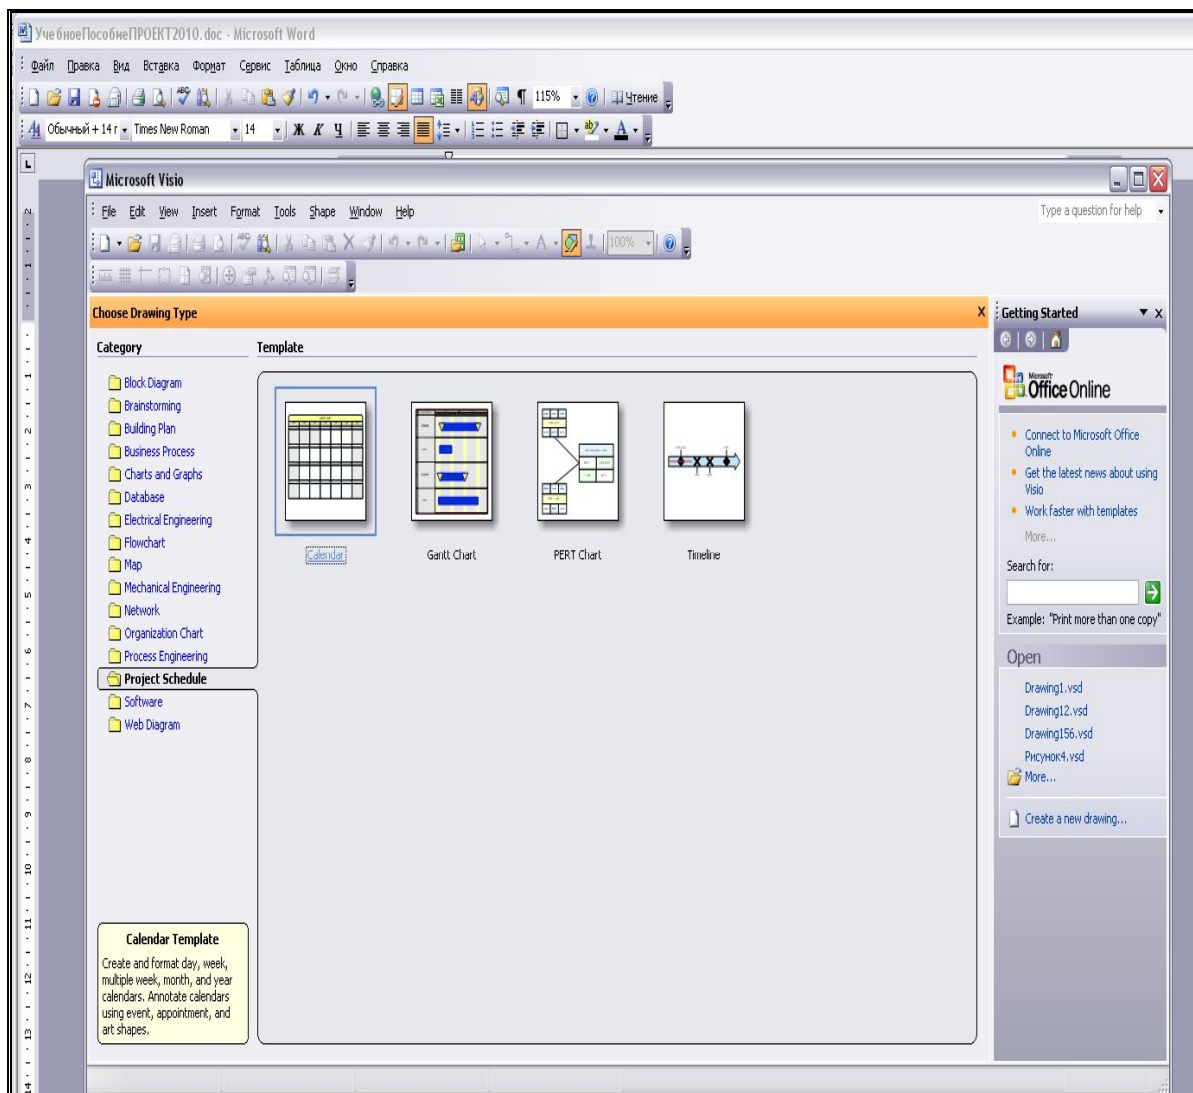 УчебноеПособиеПРОЕКТ2010.doc - Microsoft Word
Файл Правка Вид Вставка Формат Сервис Таблица Окно Справка
115% Чтение
Обычный + 14 г Times New Roman 14 Ж К Ч
Microsoft Visio
File Edit View Insert Format Tools Shape Window Help
Type a question for help
100%
Choose Drawing Type
Category
Template
Block Diagram
Brainstorming
Building Plan
Business Process
Charts and Graphs
Database
Electrical Engineering
Flowchart
Map
Mechanical Engineering
Network
Organization Chart
Process Engineering
Project Schedule
Software
Web Diagram
Calendar
Gantt Chart
PERT Chart
Timeline
Calendar Template
Create and format day, week,
multiple week, month, and year
calendars. Annotate calendars
using event, appointment, and
art shapes.
Getting Started
Microsoft
Office Online
Connect to Microsoft Office
Online
Get the latest news about using
Visio
Work faster with templates
More...
Search for:
Example: "Print more than one copy"
Open
Drawing1.vsd
Drawing12.vsd
Drawing156.vsd
Рисунок4.vsd
More...
Create a new drawing...